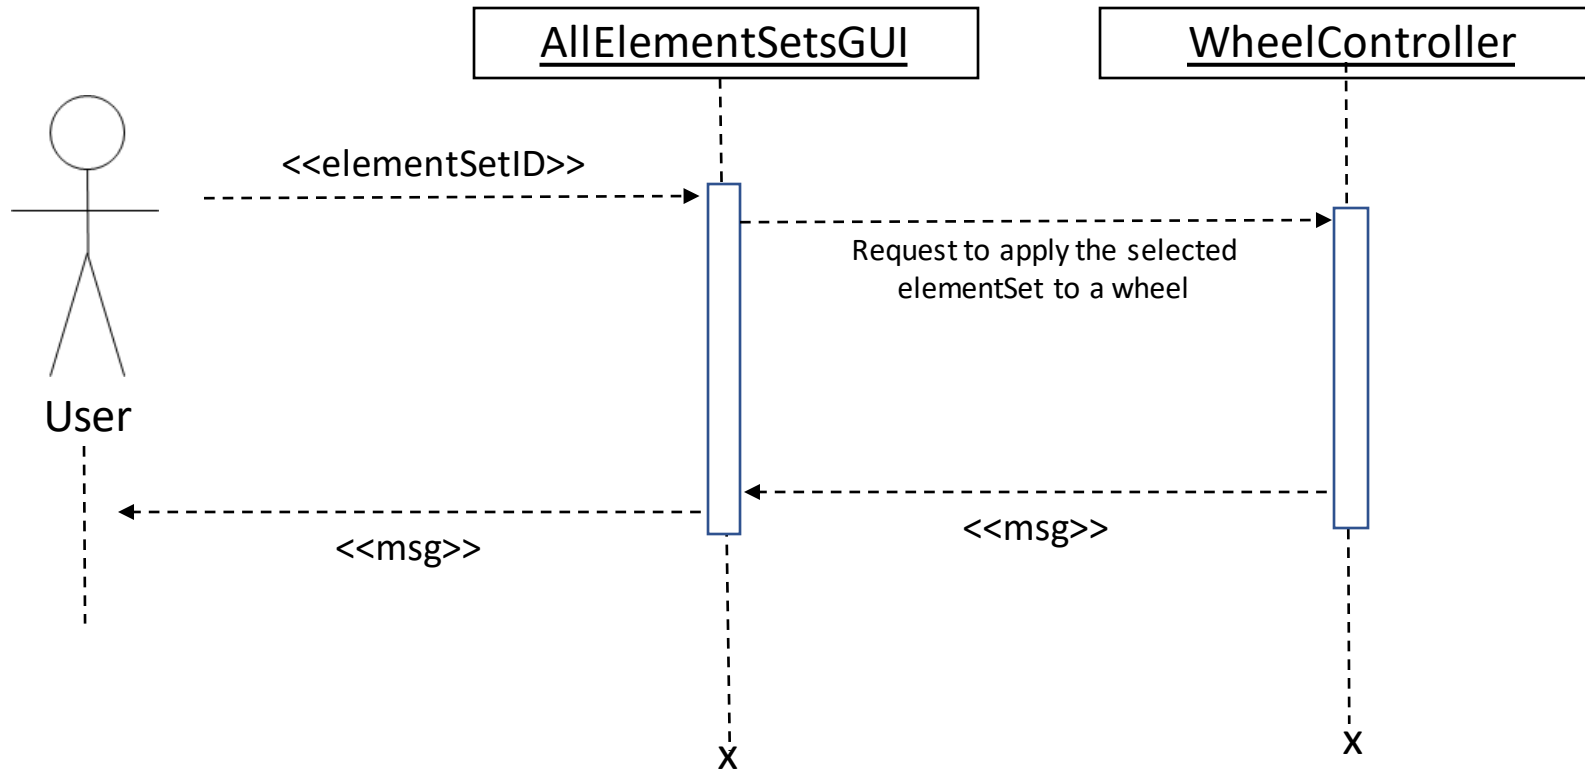 AllElementSetsGUI
WheelController
<<elementSetID>>
Request to apply the selected
elementSet to a wheel
User
<<msg>>
<<msg>>
x
x